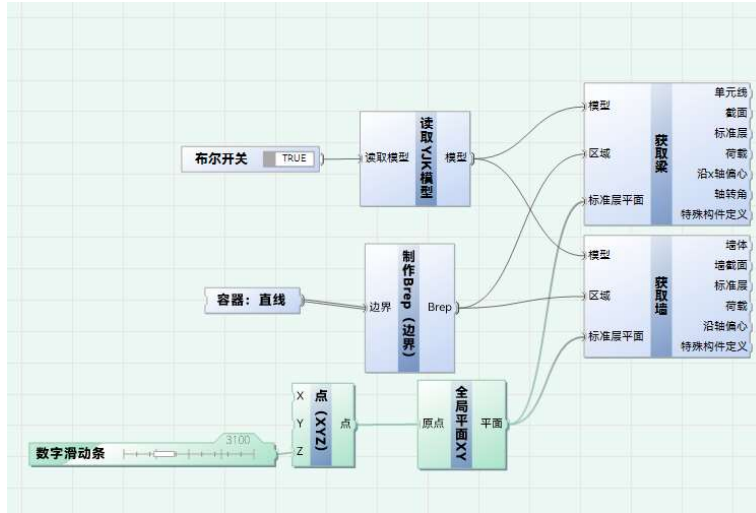 布尔开关 TRUE
读取模型
读取YJK模型
模型
容器：直线
边界
制作Brep（边界）
Brep
数字滑动条
3100
X
Y
Z
点（XYZ）
点
原点
全局平面XY
平面
模型
区域
标准层平面
获取梁
单元线
截面
标准层
荷载
沿x轴偏心
轴转角
特殊构件定义
模型
区域
标准层平面
获取墙
墙体
墙截面
标准层
荷载
沿轴偏心
特殊构件定义